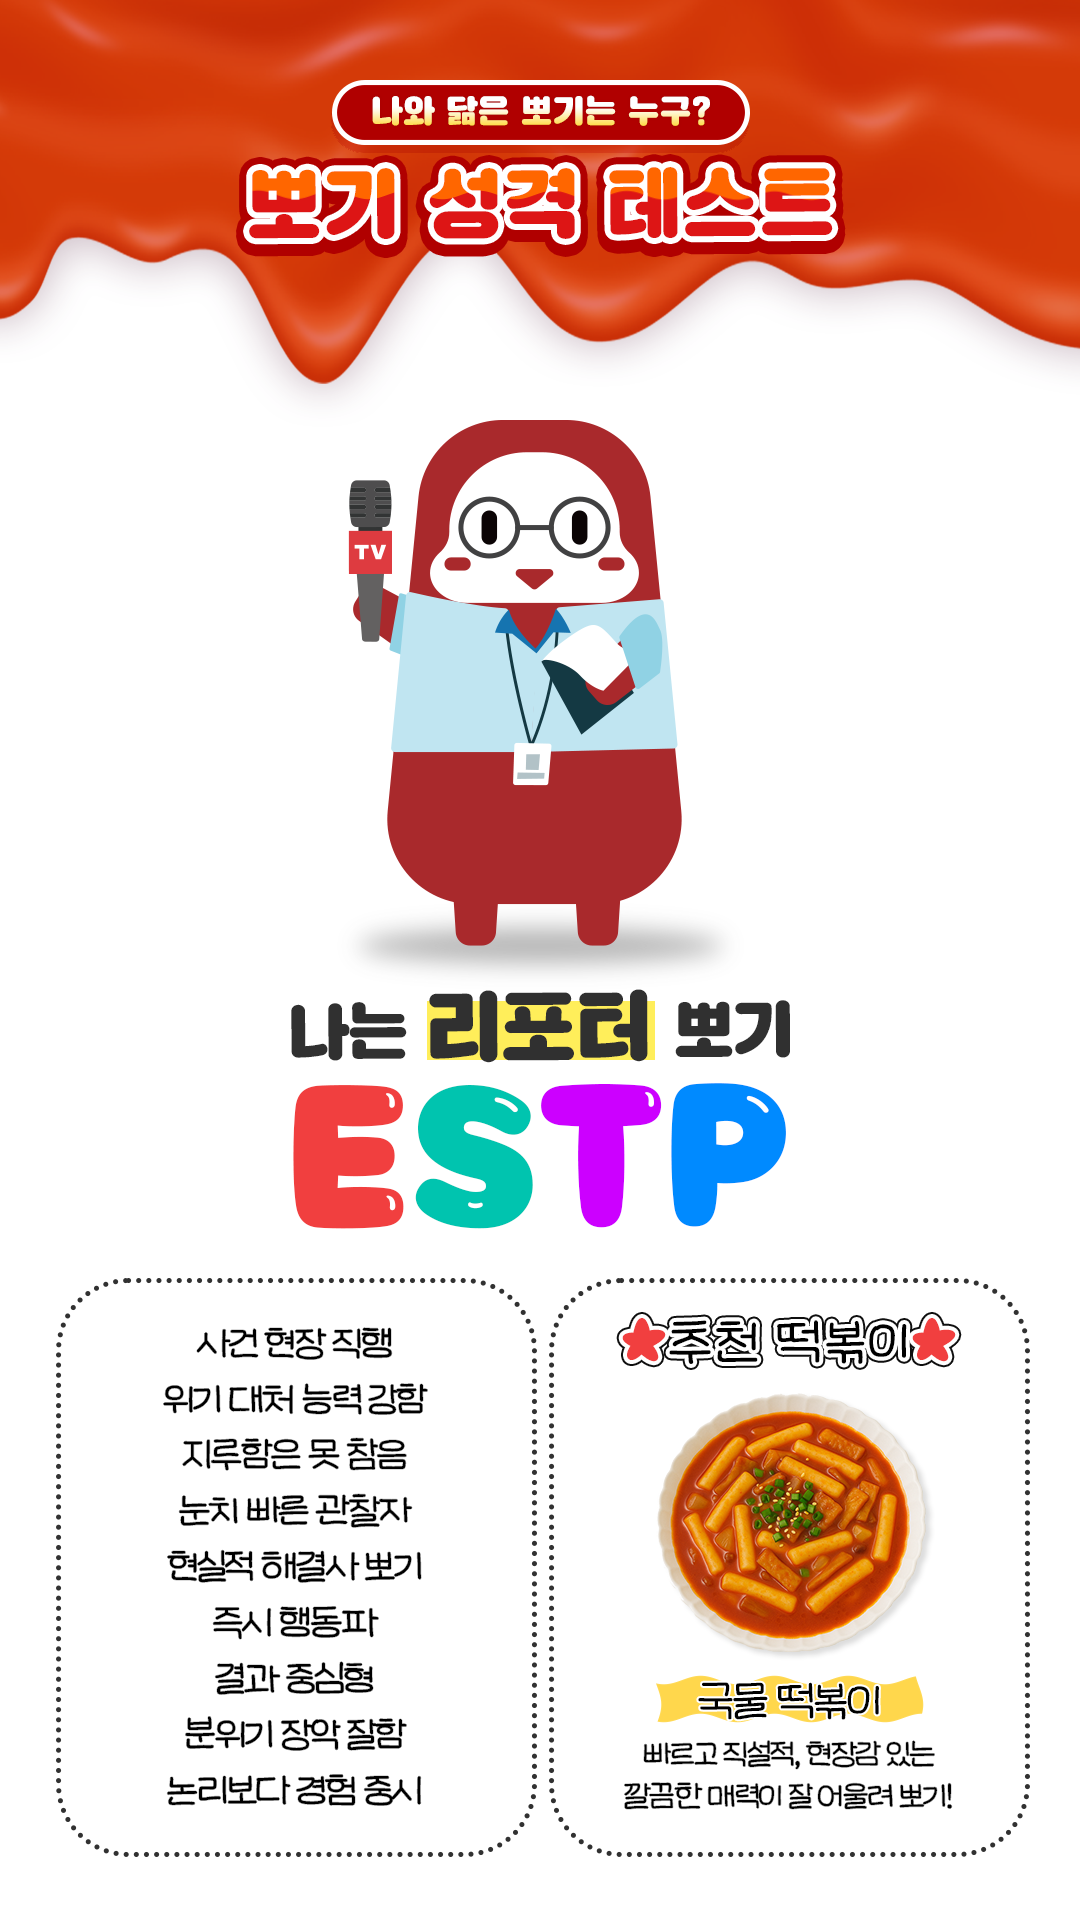 나와 닮은 뽀기는 누구?
뽀기 성격 테스트
TV
나는 리포터 뽀기
ESTP
사건 현장 직행
위기 대처 능력 강함
지루함은 못 참음
눈치 빠른 관찰자
현실적 해결사 뽀기
즉시 행동파
결과 중심형
분위기 장악 잘함
논리보다 경험 중시
추천 떡볶이
국물 떡볶이
빠르고 직설적, 현장감 있는
깔끔한 매력이 잘 어울려 뽀기!